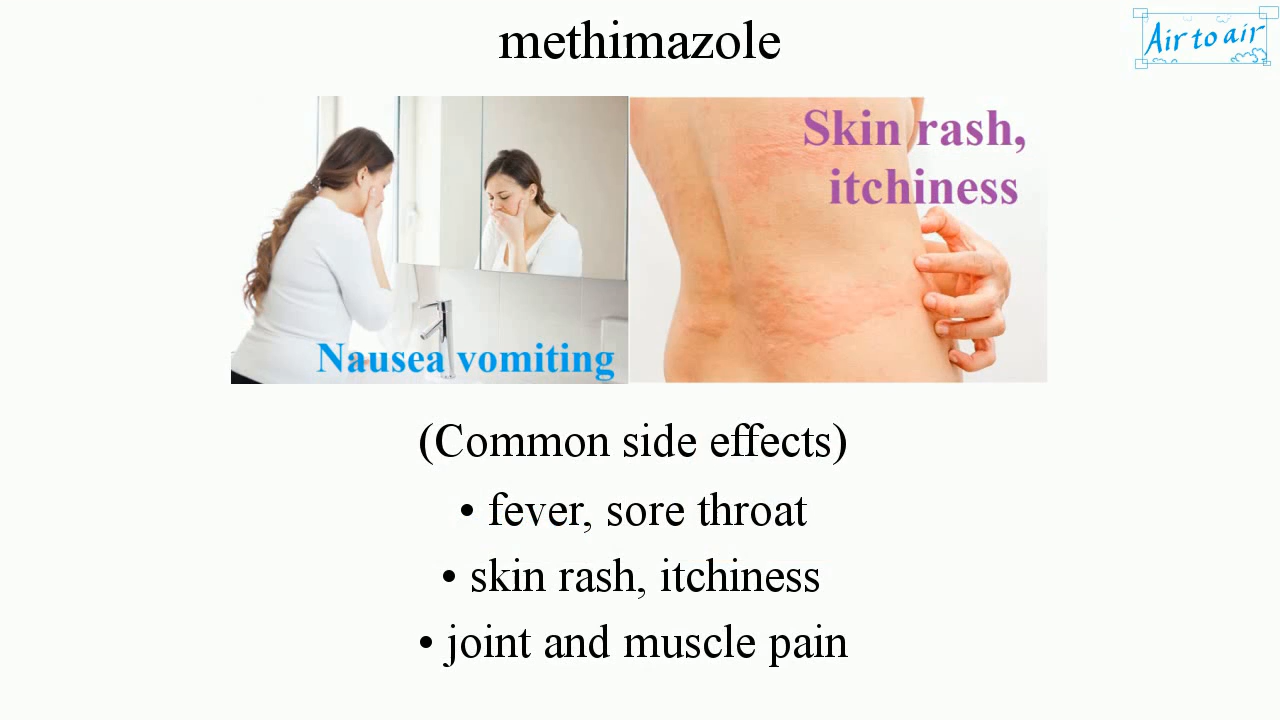 methimazole
Air to air
Skin rash,
itchiness
Nausea vomiting
(Common side effects)
• fever, sore throat
• skin rash, itchiness
• joint and muscle pain